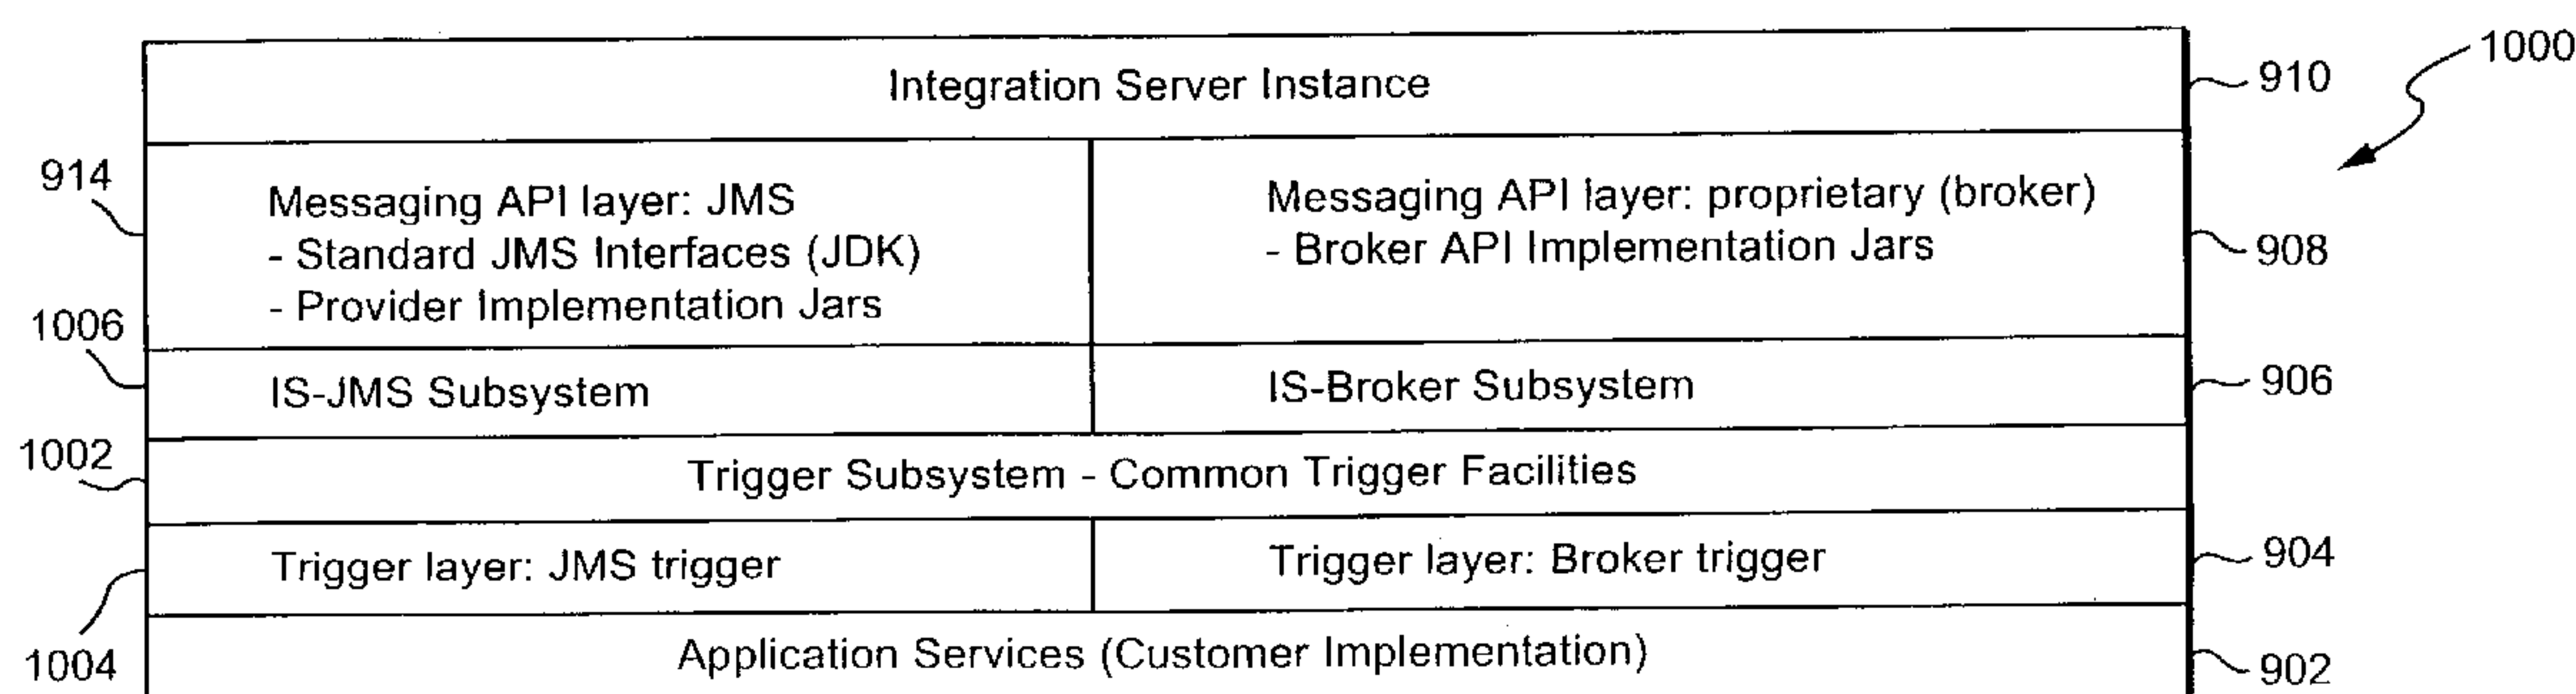 1000
Integration Server Instance
910
914
Messaging API layer: JMS
- Standard JMS Interfaces (JDK)
- Provider Implementation Jars
Messaging API layer: proprietary (broker)
- Broker API Implementation Jars
908
1006
IS-JMS Subsystem
IS-Broker Subsystem
906
1002
Trigger Subsystem - Common Trigger Facilities
Trigger layer: JMS trigger
Trigger layer: Broker trigger
904
1004
Application Services (Customer Implementation)
902